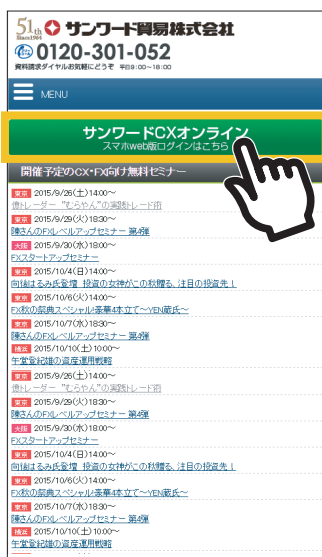 51th
Since1964
サンワード貿易株式会社
0120-301-052
資料請求ダイヤルお気軽にどうぞ 平日9:00~18:00
MENU
サンワードCXオンライン
スマホweb版ログインはこちら
開催予定のCX・FX向け無料セミナー
東京 2015/9/26(土)14:00~
億トレーダー “むらやん”の実践トレード術
東京 2015/9/29(火)18:30~
陳さんのFXレベルアップセミナー 第4弾
大阪 2015/9/30(水)18:00~
FXスタートアップセミナー
東京 2015/10/4(日)14:00~
向後はるみ氏登壇 投資の女神がこの秋贈る、注目の投資先！
東京 2015/10/6(火)14:00~
FX秋の祭典スペシャル豪華4本立て~YEN蔵氏~
東京 2015/10/7(水)18:30~
陳さんのFXレベルアップセミナー 第4弾
横浜 2015/10/10(土)10:00~
午堂登紀雄の資産運用戦略
東京 2015/9/26(土)14:00~
億トレーダー “むらやん”の実践トレード術
東京 2015/9/29(火)18:30~
陳さんのFXレベルアップセミナー 第4弾
大阪 2015/9/30(水)18:00~
FXスタートアップセミナー
東京 2015/10/4(日)14:00~
向後はるみ氏登壇 投資の女神がこの秋贈る、注目の投資先！
東京 2015/10/6(火)14:00~
FX秋の祭典スペシャル豪華4本立て~YEN蔵氏~
東京 2015/10/7(水)18:30~
陳さんのFXレベルアップセミナー 第4弾
横浜 2015/10/10(土)10:00~
午堂登紀雄の資産運用戦略